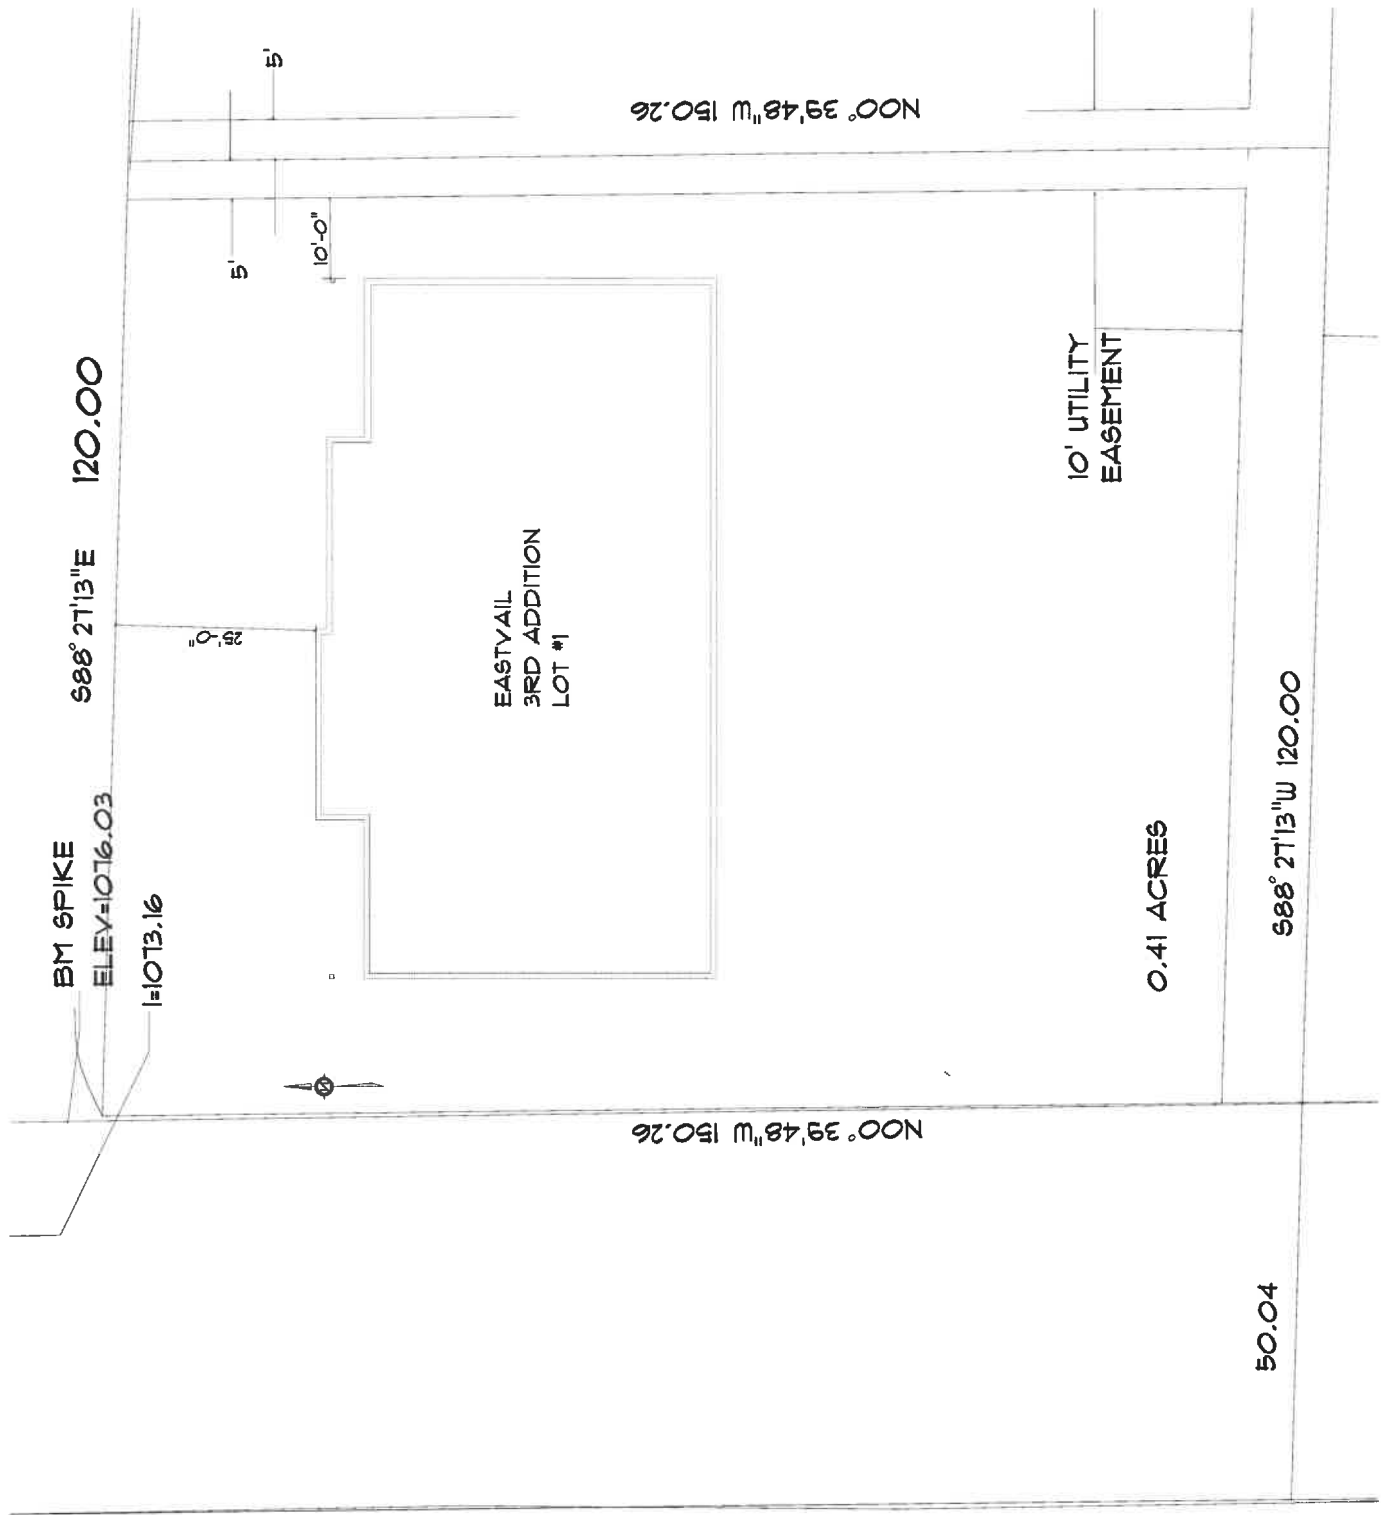 BM SPIKE
ELEV=1076.03
I=1073.16
S88° 27'13"E 120.00
25'-0"
5'
5'
10'-0"
N00° 39'48"W 150.26
EASTVAIL
3RD ADDITION
LOT #1
10' UTILITY
EASEMENT
N00° 39'48"W 150.26
0.41 ACRES
S88° 27'13"W 120.00
50.04